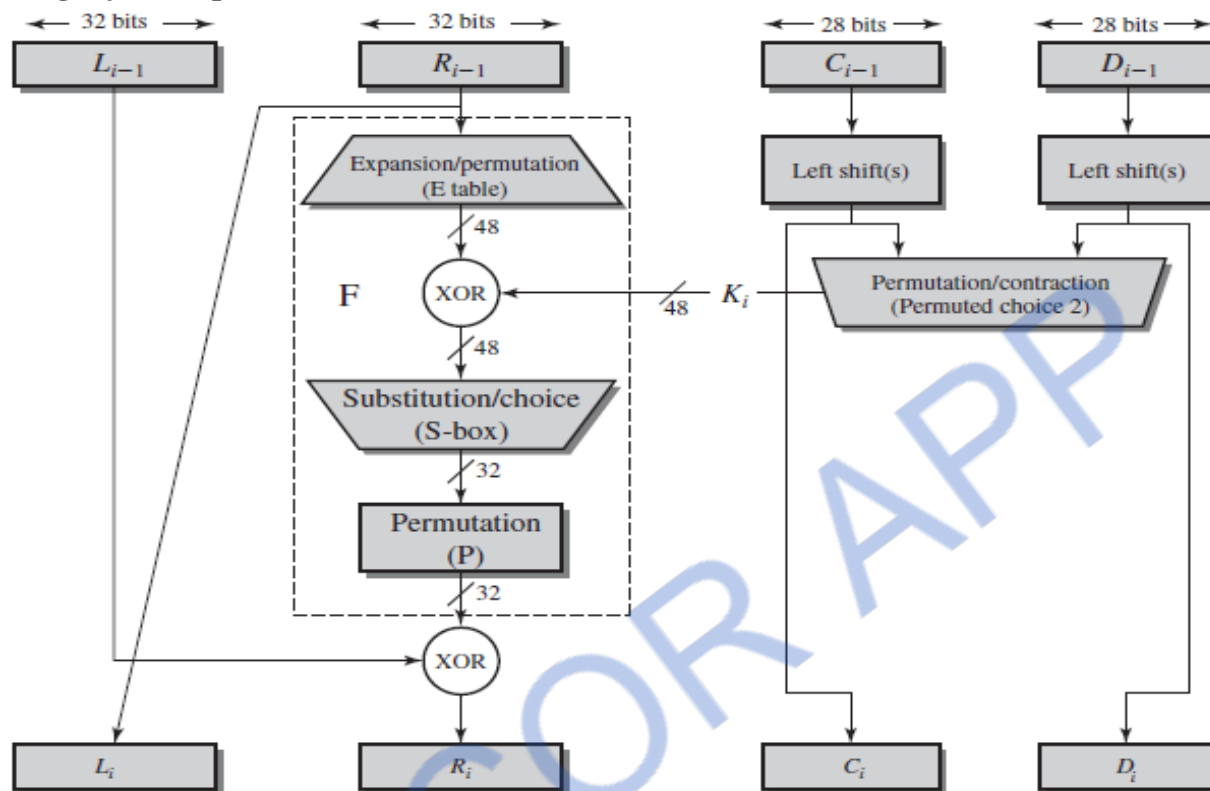 32 bits
32 bits
28 bits
28 bits
L_{i−1}
R_{i−1}
C_{i−1}
D_{i−1}
Expansion/permutation
(E table)
Left shift(s)
Left shift(s)
48
F
XOR
48
K_i
Permutation/contraction
(Permuted choice 2)
48
Substitution/choice
(S-box)
32
Permutation
(P)
32
XOR
L_i
R_i
C_i
D_i
COR APP